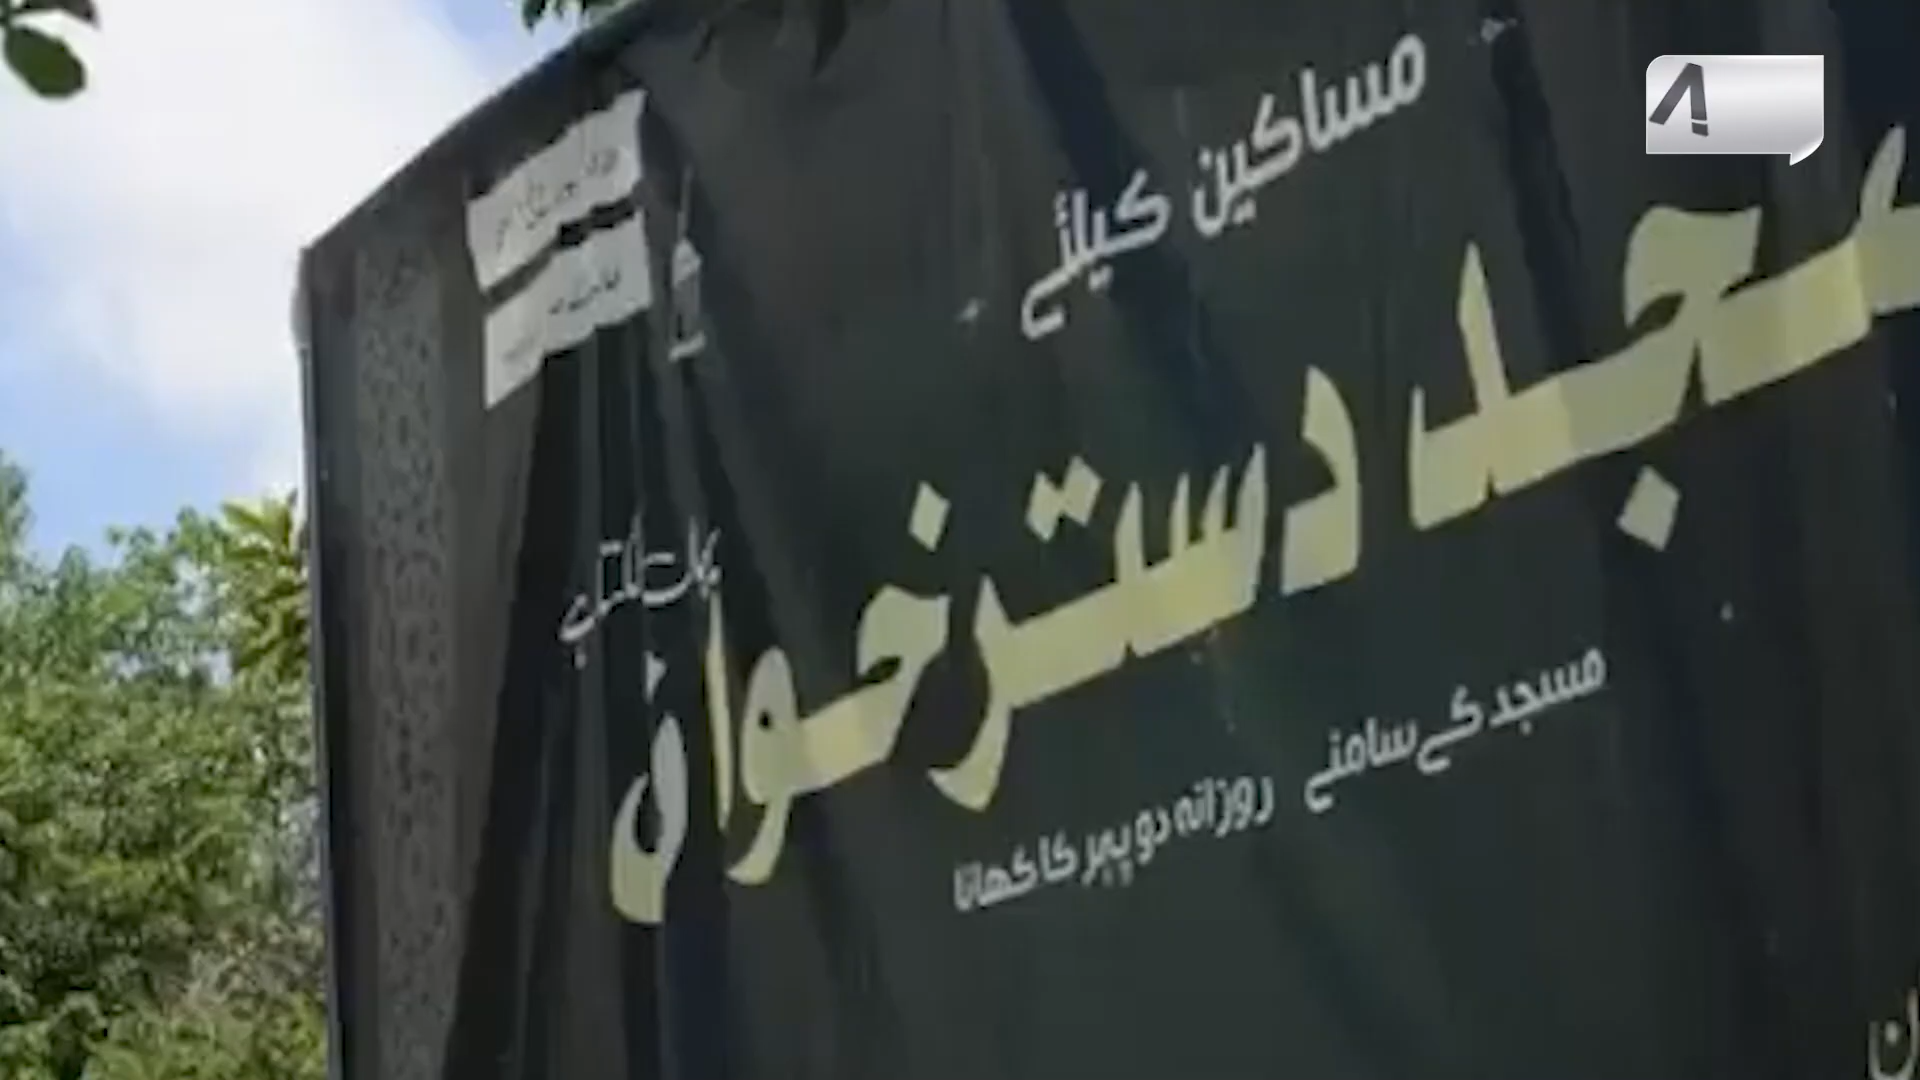 مساکین کیلئے
مسجد دسترخوان
مسجد کے سامنے روزانہ دوپہر کا کھانا